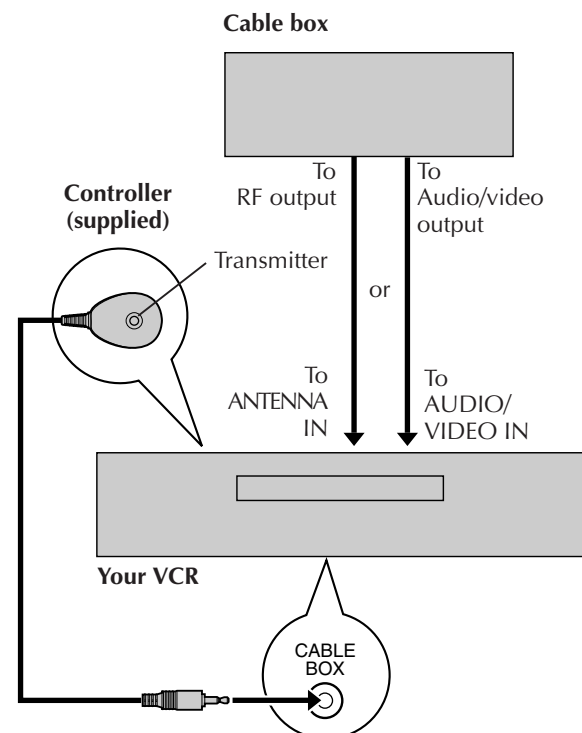 Cable box
To
RF output
To
Audio/video
output
Controller
(supplied)
Transmitter
or
To
ANTENNA
IN
To
AUDIO/
VIDEO IN
Your VCR
CABLE
BOX